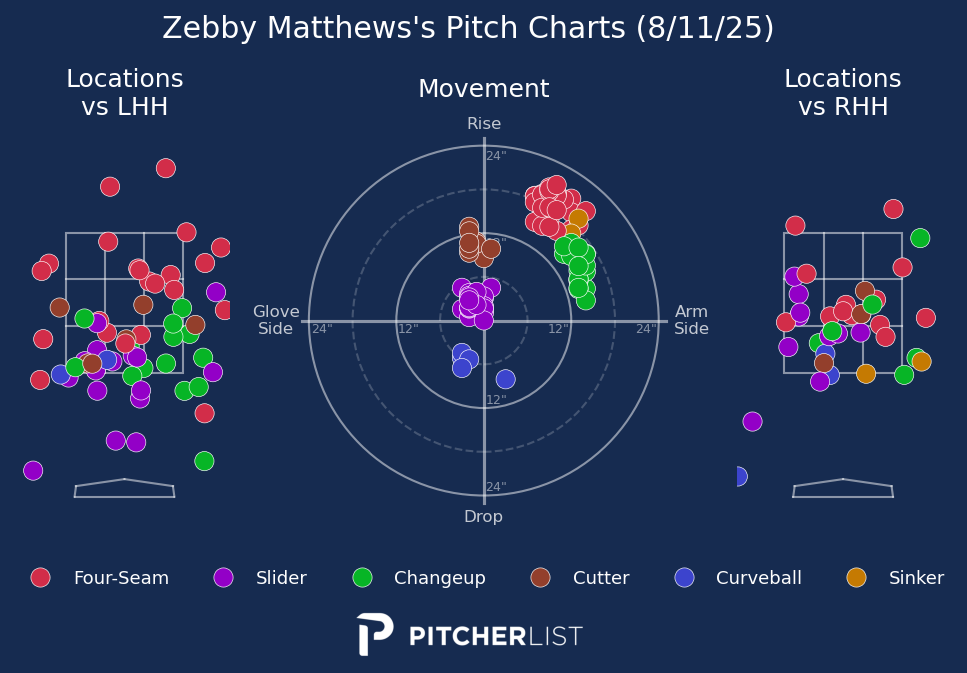 Zebby Matthews's Pitch Charts (8/11/25)
Locations
vs LHH
Movement
Locations
vs RHH
Rise
24"
12"
Glove
Side
24"
12"
12"
24"
Arm
Side
12"
24"
Drop
Four-Seam
Slider
Changeup
Cutter
Curveball
Sinker
PITCHERLIST